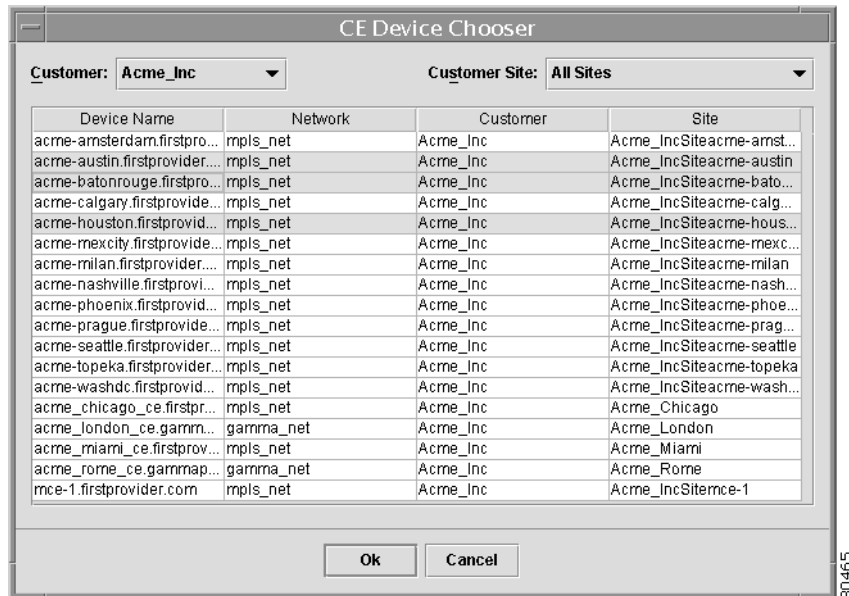 CE Device Chooser
Customer: Acme_Inc Customer Site: All Sites
Device Name Network Customer Site
acme-amsterdam.firstpro... mpls_net Acme_Inc Acme_IncSiteacme-amst...
acme-austin.firstprovider.... mpls_net Acme_Inc Acme_IncSiteacme-austin
acme-batonrouge.firstpro... mpls_net Acme_Inc Acme_IncSiteacme-bato...
acme-calgary.firstprovide... mpls_net Acme_Inc Acme_IncSiteacme-calg...
acme-houston.firstprovid... mpls_net Acme_Inc Acme_IncSiteacme-hous...
acme-mexcity.firstprovide... mpls_net Acme_Inc Acme_IncSiteacme-mexc...
acme-milan.firstprovider.... mpls_net Acme_Inc Acme_IncSiteacme-milan
acme-nashville.firstprovi... mpls_net Acme_Inc Acme_IncSiteacme-nash...
acme-phoenix.firstprovid... mpls_net Acme_Inc Acme_IncSiteacme-phoe...
acme-prague.firstprovide... mpls_net Acme_Inc Acme_IncSiteacme-prag...
acme-seattle.firstprovider... mpls_net Acme_Inc Acme_IncSiteacme-seattle
acme-topeka.firstprovider... mpls_net Acme_Inc Acme_IncSiteacme-topeka
acme-washdc.firstprovid... mpls_net Acme_Inc Acme_IncSiteacme-wash...
acme_chicago_ce.firstpr... mpls_net Acme_Inc Acme_Chicago
acme_london_ce.gamm... gamma_net Acme_Inc Acme_London
acme_miami_ce.firstprov... mpls_net Acme_Inc Acme_Miami
acme_rome_ce.gammap... gamma_net Acme_Inc Acme_Rome
mce-1.firstprovider.com mpls_net Acme_Inc Acme_IncSitemce-1
Ok Cancel
80465